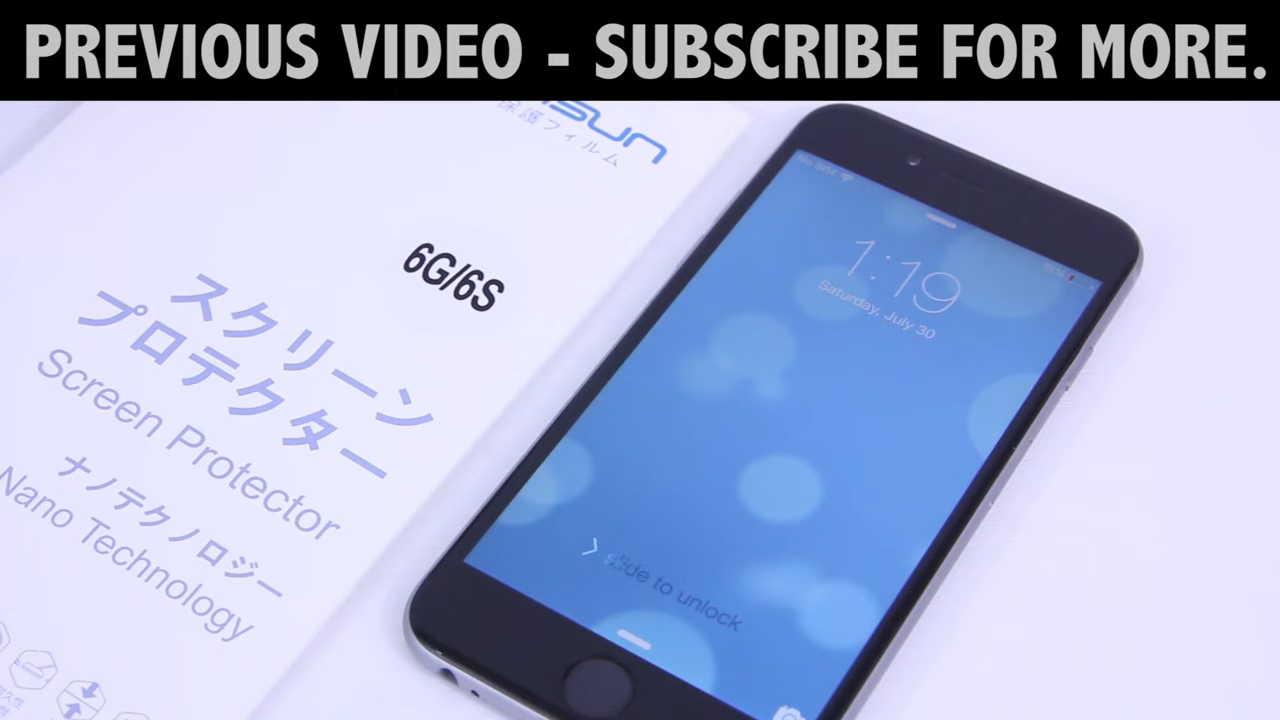 PREVIOUS VIDEO - SUBSCRIBE FOR MORE.
保護フィルム
6G/6S
スクリーン
プロテクター
Screen Protector
ナノテクノロジー
Nano Technology
No SIM
1:19
Saturday, July 30
slide to unlock